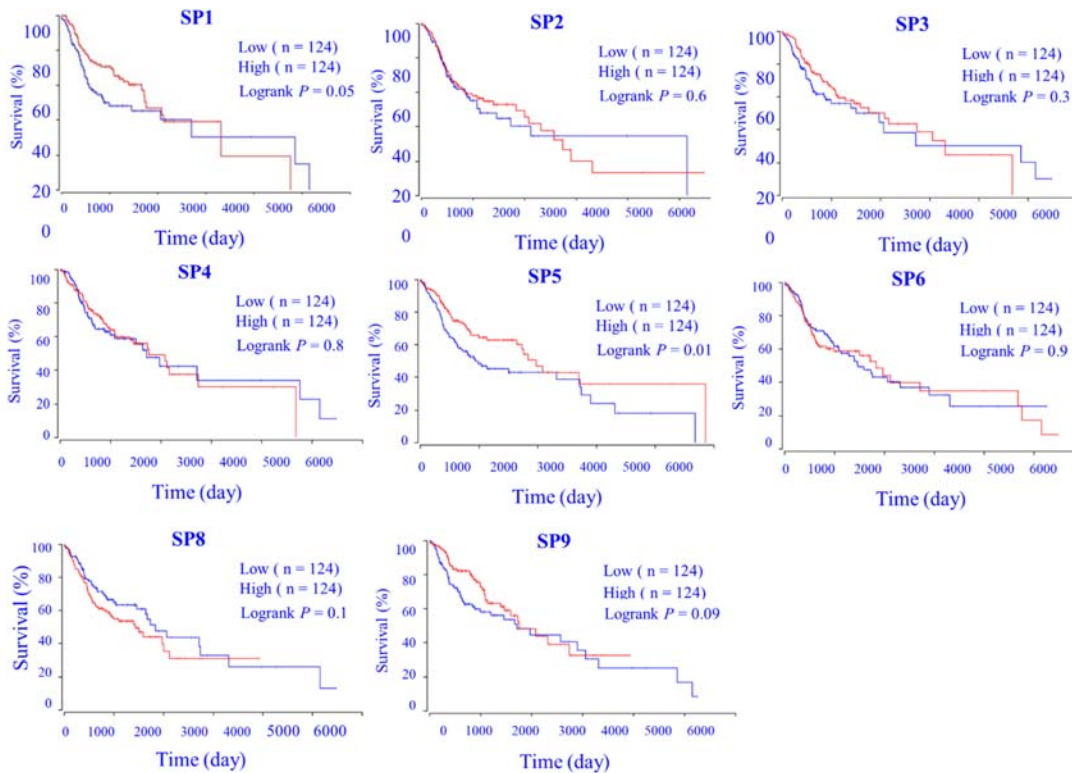 SP1
Low ( n = 124)
High ( n = 124)
Logrank P = 0.05
Survival (%)
100
80
60
40
20
0
0 1000 2000 3000 4000 5000 6000
Time (day)
SP2
Low ( n = 124)
High ( n = 124)
Logrank P = 0.6
Survival (%)
100
80
60
40
20
0
0 1000 2000 3000 4000 5000 6000
Time (day)
SP3
Low ( n = 124)
High ( n = 124)
Logrank P = 0.3
Survival (%)
100
80
60
40
20
0
0 1000 2000 3000 4000 5000 6000
Time (day)
SP4
Low ( n = 124)
High ( n = 124)
Logrank P = 0.8
Survival (%)
100
80
60
40
20
0
0 1000 2000 3000 4000 5000 6000
Time (day)
SP5
Low ( n = 124)
High ( n = 124)
Logrank P = 0.01
Survival (%)
100
80
60
40
20
0
0 1000 2000 3000 4000 5000 6000
Time (day)
SP6
Low ( n = 124)
High ( n = 124)
Logrank P = 0.9
Survival (%)
100
80
60
40
20
0
0 1000 2000 3000 4000 5000 6000
Time (day)
SP8
Low ( n = 124)
High ( n = 124)
Logrank P = 0.1
Survival (%)
100
80
60
40
20
0
0 1000 2000 3000 4000 5000 6000
Time (day)
SP9
Low ( n = 124)
High ( n = 124)
Logrank P = 0.09
Survival (%)
100
80
60
40
20
0
0 1000 2000 3000 4000 5000 6000
Time (day)